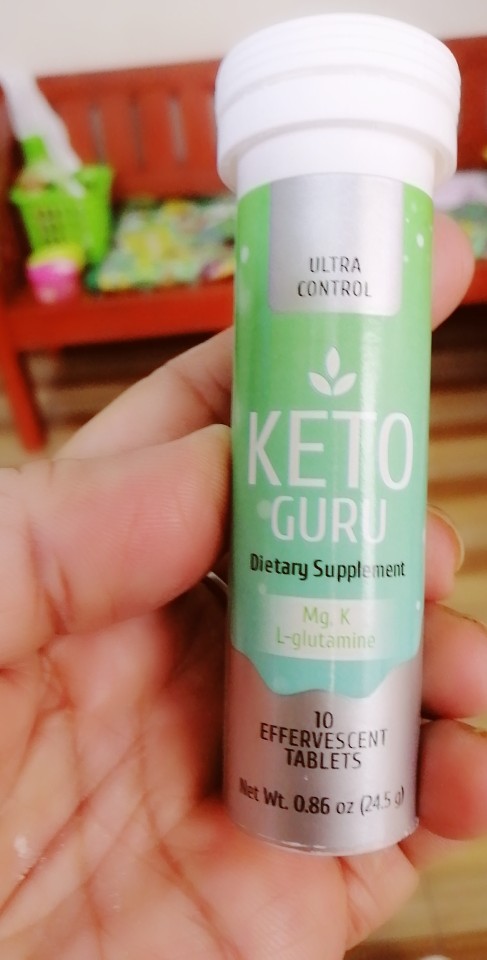 ULTRA
CONTROL
KETO
GURU
Dietary Supplement
Mg, K
L-glutamine
10
EFFERVESCENT
TABLETS
Net Wt. 0.86 oz (24.5 g)